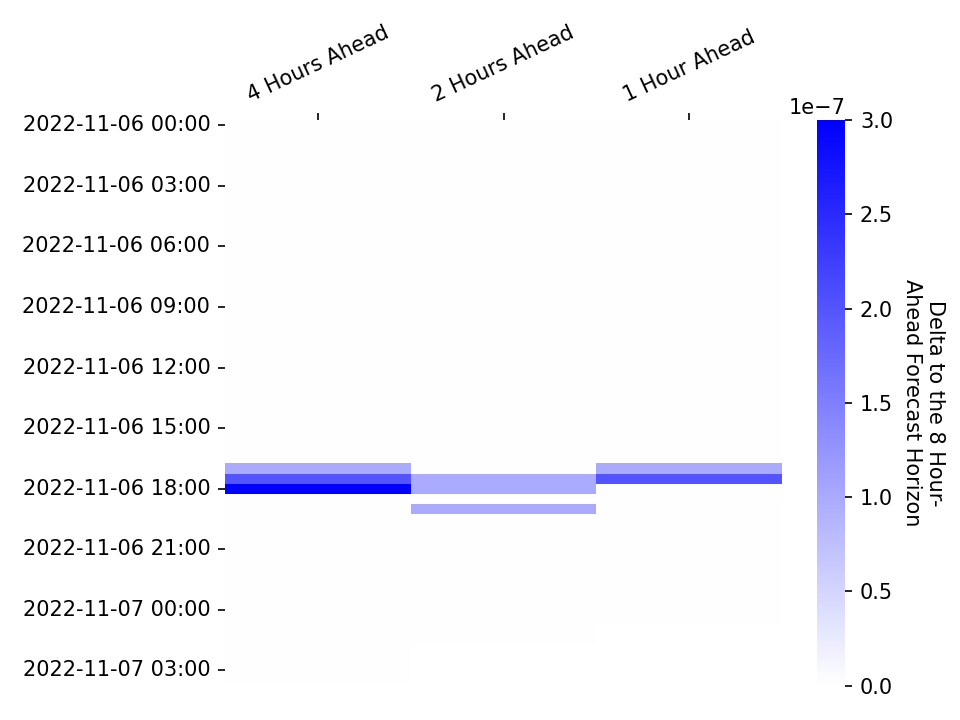 4 Hours Ahead
2 Hours Ahead
1 Hour Ahead
2022-11-06 00:00
2022-11-06 03:00
2022-11-06 06:00
2022-11-06 09:00
2022-11-06 12:00
2022-11-06 15:00
2022-11-06 18:00
2022-11-06 21:00
2022-11-07 00:00
2022-11-07 03:00
1e−7
3.0
2.5
2.0
1.5
1.0
0.5
0.0
Delta to the 8 Hour-
Ahead Forecast Horizon